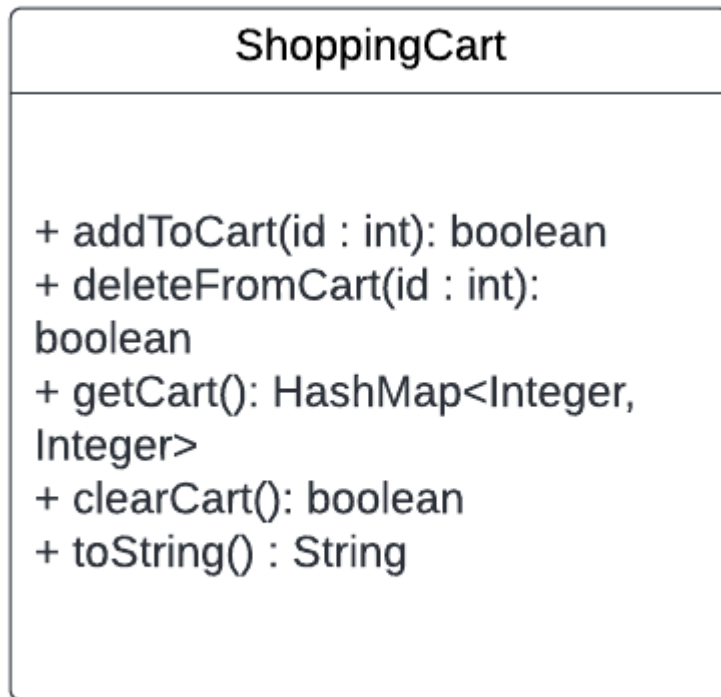 ShoppingCart
+ addToCart(id : int): boolean
+ deleteFromCart(id : int):
boolean
+ getCart(): HashMap<Integer,
Integer>
+ clearCart(): boolean
+ toString() : String